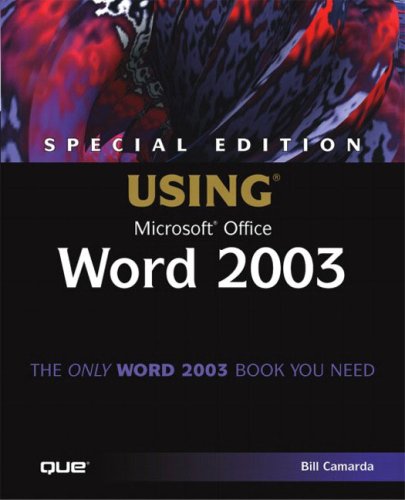 SPECIAL EDITION
USING®
Microsoft® Office
Word 2003
THE ONLY WORD 2003 BOOK YOU NEED
que®
Bill Camarda